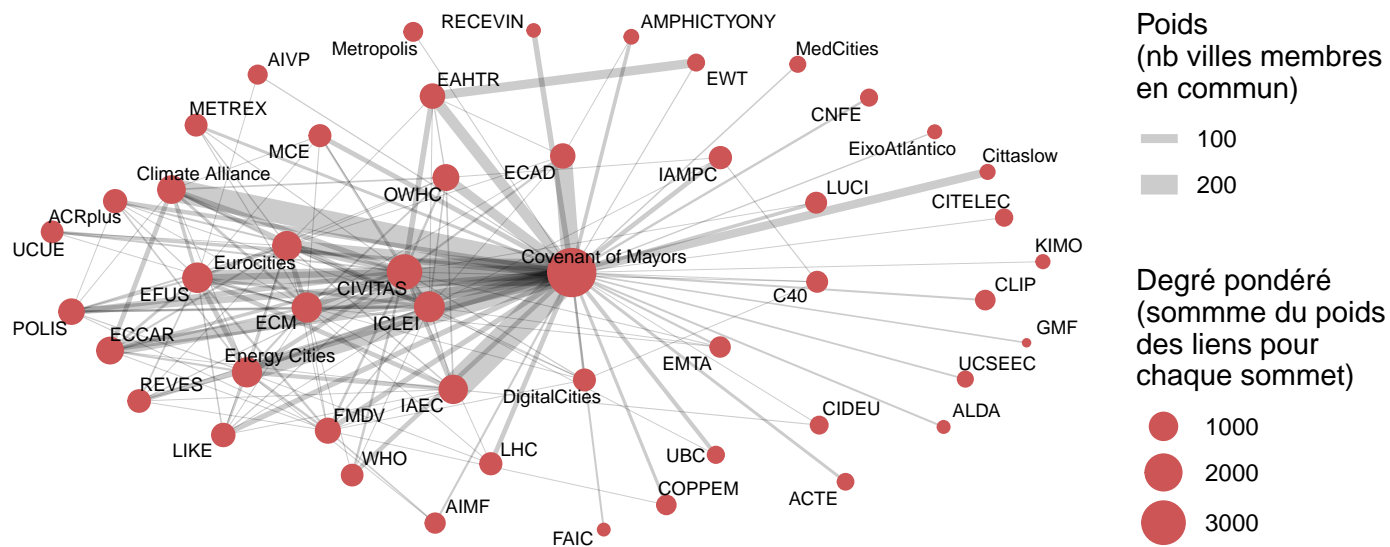 RECEVIN
AMPHICTYONY
Metropolis
MedCities
AIVP
EAHTR
EWT
METREX
CNFE
MCE
EixoAtlántico
Climate Alliance
OWHC
ECAD
IAMPC
Cittaslow
LUCI
ACRplus
CITELEC
UCUE
Eurocities
Covenant of Mayors
KIMO
EFUS
CIVITAS
C40
CLIP
POLIS
ECCAR
ECM
ICLEI
GMF
Energy Cities
EMTA
UCSEEC
REVES
IAEC
DigitalCities
FMDV
CIDEU
ALDA
LIKE
WHO
LHC
UBC
COPPEM
ACTE
AIMF
FAIC
Poids
(nb villes membres
en commun)
100
200
Degré pondéré
(sommme du poids
des liens pour
chaque sommet)
1000
2000
3000